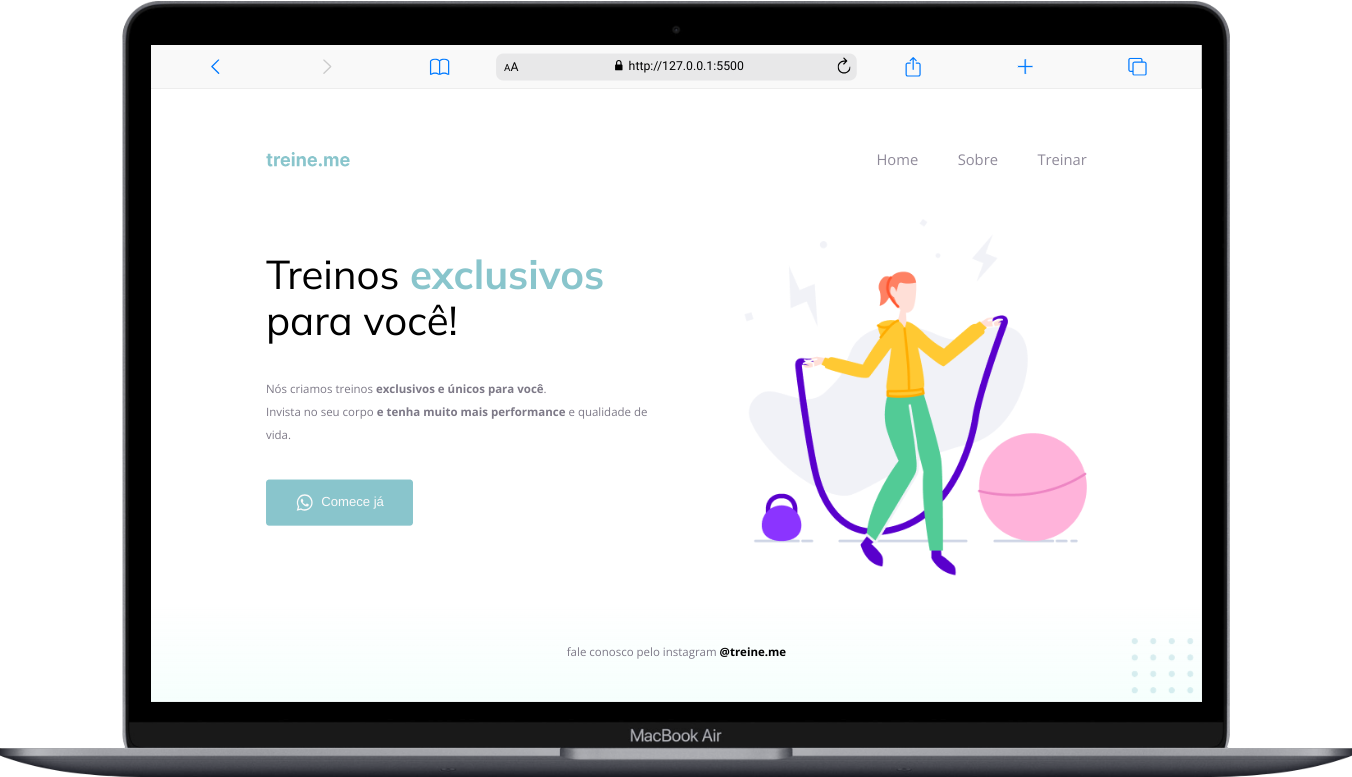 AA
http://127.0.0.1:5500
treine.me
Home Sobre Treinar
Treinos exclusivos
para você!
Nós criamos treinos exclusivos e únicos para você.
Invista no seu corpo e tenha muito mais performance e qualidade de
vida.
Comece já
fale conosco pelo instagram @treine.me
MacBook Air